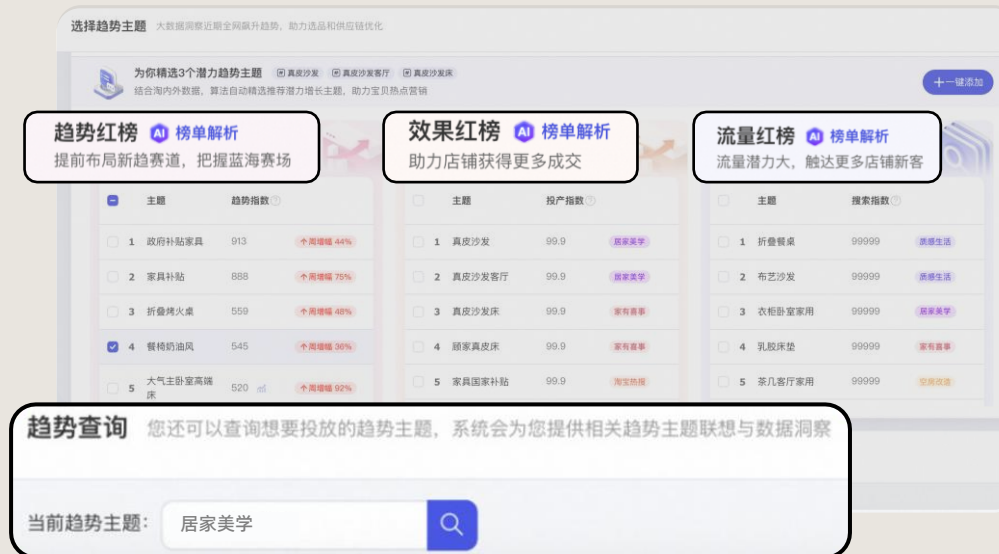 选择趋势主题 大数据洞察近期全网飙升趋势，助力选品和供应链优化
为你精选3个潜力趋势主题 真皮沙发 真皮沙发客厅 真皮沙发床
结合淘内外数据，算法自动精选推荐潜力增长主题，助力宝贝热点营销
+一键添加
趋势红榜 AI 榜单解析
提前布局新趋赛道，把握蓝海赛场
主题 趋势指数
1 政府补贴家具 913 周增幅 44%
2 家具补贴 888 周增幅 75%
3 折叠烤火桌 559 周增幅 48%
4 餐椅奶油风 545 周增幅 36%
5 大气主卧室高端床 520 周增幅 92%
效果红榜 AI 榜单解析
助力店铺获得更多成交
主题 投产指数
1 真皮沙发 99.9 居家美学
2 真皮沙发客厅 99.9 居家美学
3 真皮沙发床 99.9 家有喜事
4 顾家真皮床 99.9 家有喜事
5 家具国家补贴 99.9 淘宝热搜
流量红榜 AI 榜单解析
流量潜力大，触达更多店铺新客
主题 搜索指数
1 折叠餐桌 99999 质感生活
2 布艺沙发 99999 质感生活
3 衣柜卧室家用 99999 居家美学
4 乳胶床垫 99999 家有喜事
5 茶几客厅家用 99999 空间改造
趋势查询 您还可以查询想要投放的趋势主题，系统会为您提供相关趋势主题联想与数据洞察
当前趋势主题： 居家美学